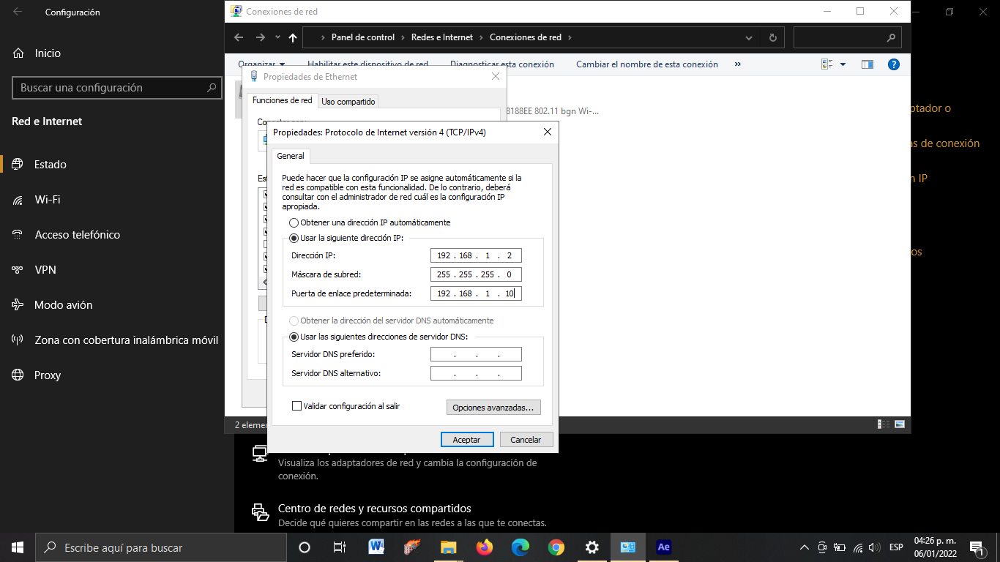 Configuración
Inicio
Buscar una configuración
Red e Internet
Estado
Wi-Fi
Acceso telefónico
VPN
Modo avión
Zona con cobertura inalámbrica móvil
Proxy
Conexiones de red
Panel de control > Redes e Internet > Conexiones de red >
Organizar Habilitar este dispositivo de red Diagnosticar esta conexión Cambiar el nombre de esta conexión »
Propiedades de Ethernet
Funciones de red Uso compartido
8188EE 802.11 bgn Wi-...
Propiedades: Protocolo de Internet versión 4 (TCP/IPv4)
General
Puede hacer que la configuración IP se asigne automáticamente si la
red es compatible con esta funcionalidad. De lo contrario, deberá
consultar con el administrador de red cuál es la configuración IP
apropiada.
Obtener una dirección IP automáticamente
Usar la siguiente dirección IP:
Dirección IP: 192 . 168 . 1 . 2
Máscara de subred: 255 . 255 . 255 . 0
Puerta de enlace predeterminada: 192 . 168 . 1 . 10
Obtener la dirección del servidor DNS automáticamente
Usar las siguientes direcciones de servidor DNS:
Servidor DNS preferido: . . .
Servidor DNS alternativo: . . .
Validar configuración al salir Opciones avanzadas...
Aceptar Cancelar
2 elemen
ptador o
as de conexión
n IP
os
Visualiza los adaptadores de red y cambia la configuración de
conexión.
Centro de redes y recursos compartidos
Decide qué quieres compartir en las redes a las que te conectas.
Escribe aquí para buscar
W
Ae
ESP
04:26 p. m.
06/01/2022
1